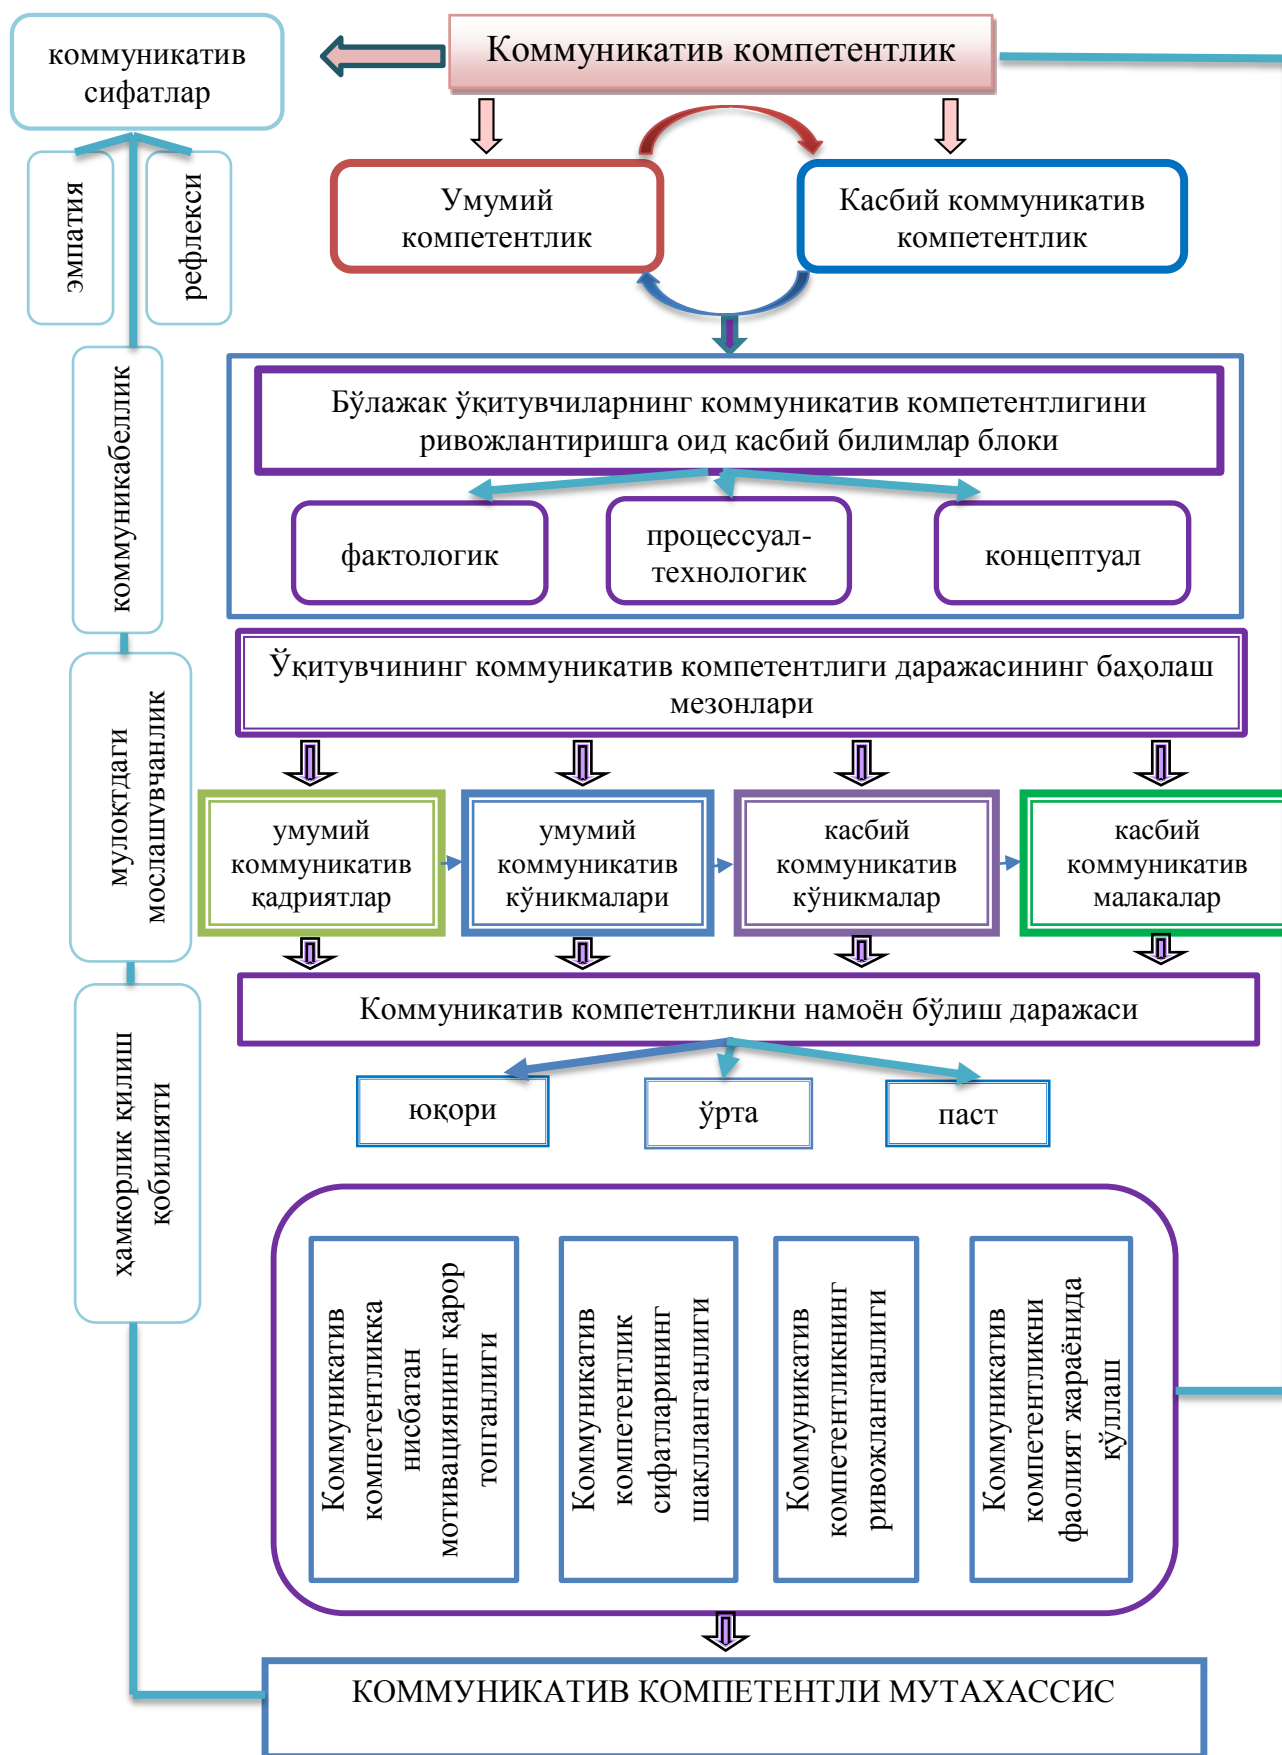 Коммуникатив компетентлик
коммуникатив
сифатлар
эмпатия
рефлекси
Умумий
компетентлик
Касбий коммуникатив
компетентлик
коммуникабеллик
Бўлажак ўқитувчиларнинг коммуникатив компетентлигини
ривожлантиришга оид касбий билимлар блоки
фактологик
процессуал-
технологик
концептуал
мулоқтдаги
мослашувчанлик
Ўқитувчининг коммуникатив компетентлиги даражасининг баҳолаш
мезонлари
умумий
коммуникатив
қадриятлар
умумий
коммуникатив
кўникмалари
касбий
коммуникатив
кўникмалар
касбий
коммуникатив
малакалар
ҳамкорлик қилиш
қобилияти
Коммуникатив компетентликни намоён бўлиш даражаси
юқори
ўрта
паст
Коммуникатив
компетентликка
нисбатан
мотивациянинг қарор
топганлиги
Коммуникатив
компетентлик
сифатларининг
шаклланганлиги
Коммуникатив
компетентликнинг
ривожланганлиги
Коммуникатив
компетентликни
фаолият жараёнида
қўллаш
КОММУНИКАТИВ КОМПЕТЕНТЛИ МУТАХАССИС